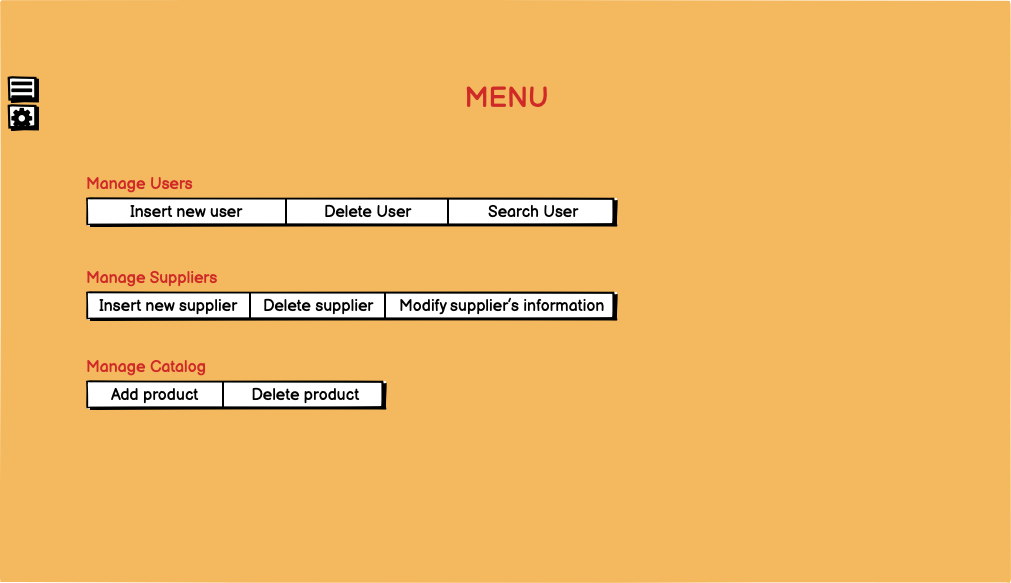 MENU
Manage Users
Insert new user Delete User Search User
Manage Suppliers
Insert new supplier Delete supplier Modify supplier's information
Manage Catalog
Add product Delete product